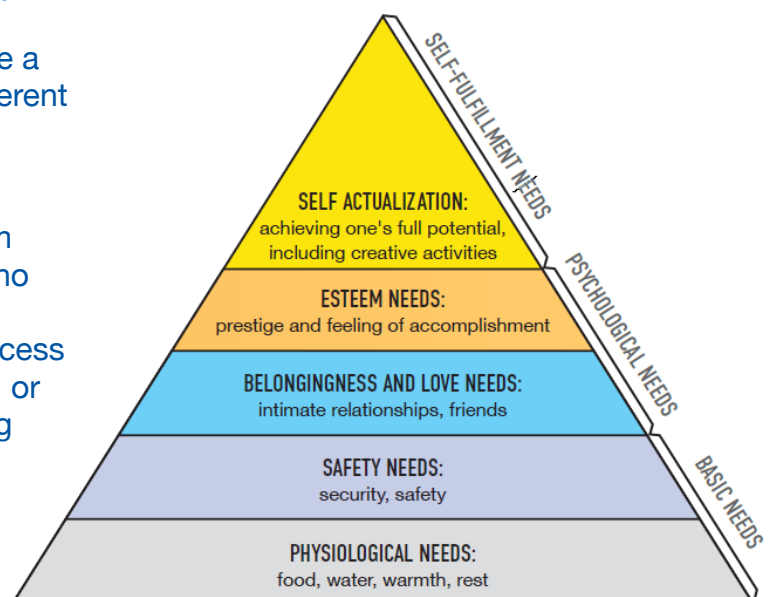 e a
erent
n
no
cess
or
g
SELF-FULFILLMENT NEEDS
SELF ACTUALIZATION:
achieving one's full potential,
including creative activities
PSYCHOLOGICAL NEEDS
ESTEEM NEEDS:
prestige and feeling of accomplishment
BELONGINGNESS AND LOVE NEEDS:
intimate relationships, friends
BASIC NEEDS
SAFETY NEEDS:
security, safety
PHYSIOLOGICAL NEEDS:
food, water, warmth, rest